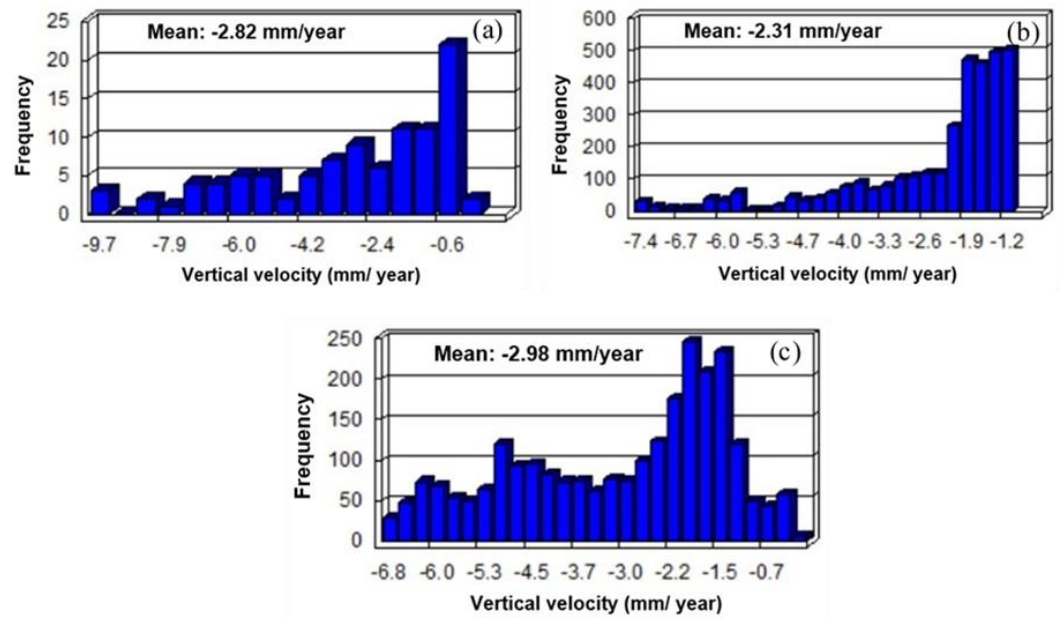 Mean: -2.82 mm/year
(a)
25
20
15
10
5
0
Frequency
-9.7 -7.9 -6.0 -4.2 -2.4 -0.6
Vertical velocity (mm/ year)
Mean: -2.31 mm/year
(b)
600
500
400
300
200
100
0
Frequency
-7.4 -6.7 -6.0 -5.3 -4.7 -4.0 -3.3 -2.6 -1.9 -1.2
Vertical velocity (mm/ year)
Mean: -2.98 mm/year
(c)
250
200
150
100
50
0
Frequency
-6.8 -6.0 -5.3 -4.5 -3.7 -3.0 -2.2 -1.5 -0.7
Vertical velocity (mm/ year)